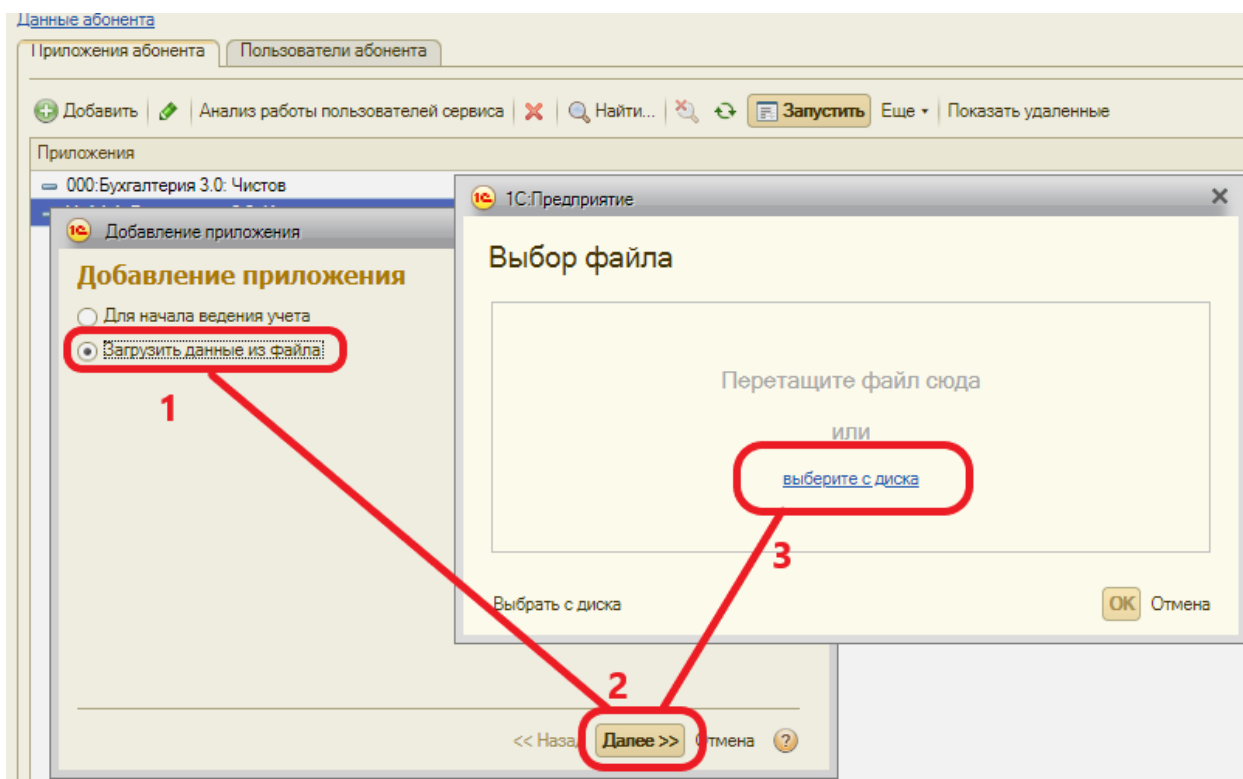 Данные абонента
Приложения абонента Пользователи абонента
Добавить Анализ работы пользователей сервиса Найти... Запустить Еще Показать удаленные
Приложения
000:Бухгалтерия 3.0: Чистов
1С:Предприятие
Выбор файла
Перетащите файл сюда
или
выберите с диска
Выбрать с диска
OK Отмена
Добавление приложения
Добавление приложения
Для начала ведения учета
Загрузить данные из файла
1
2
3
<< Назад Далее >> Отмена ?